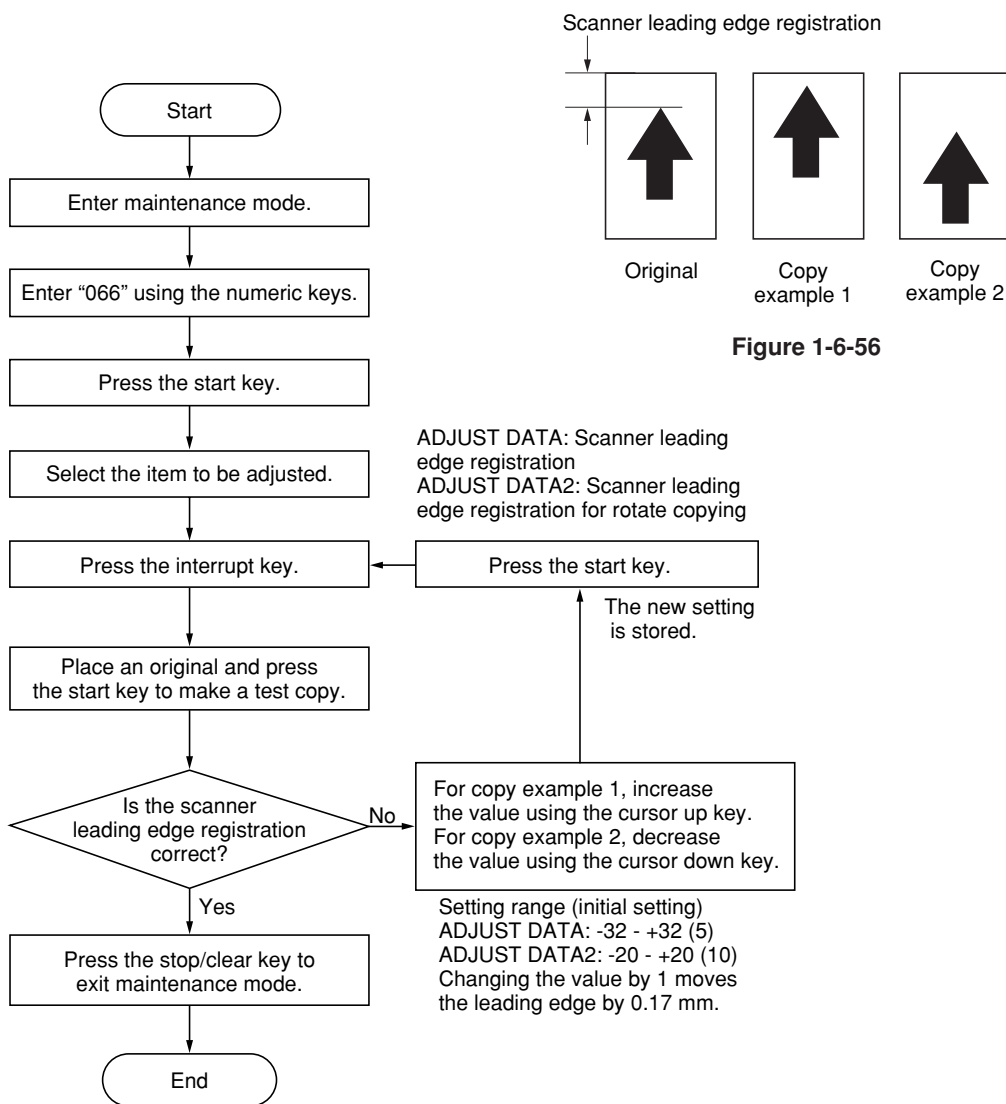 Scanner leading edge registration
Original
Copy
example 1
Copy
example 2
Figure 1-6-56
Start
Enter maintenance mode.
Enter “066” using the numeric keys.
Press the start key.
Select the item to be adjusted.
ADJUST DATA: Scanner leading
edge registration
ADJUST DATA2: Scanner leading
edge registration for rotate copying
Press the interrupt key.
Press the start key.
The new setting
is stored.
Place an original and press
the start key to make a test copy.
Is the scanner
leading edge registration
correct?
No
For copy example 1, increase
the value using the cursor up key.
For copy example 2, decrease
the value using the cursor down key.
Setting range (initial setting)
ADJUST DATA: -32 - +32 (5)
ADJUST DATA2: -20 - +20 (10)
Changing the value by 1 moves
the leading edge by 0.17 mm.
Yes
Press the stop/clear key to
exit maintenance mode.
End